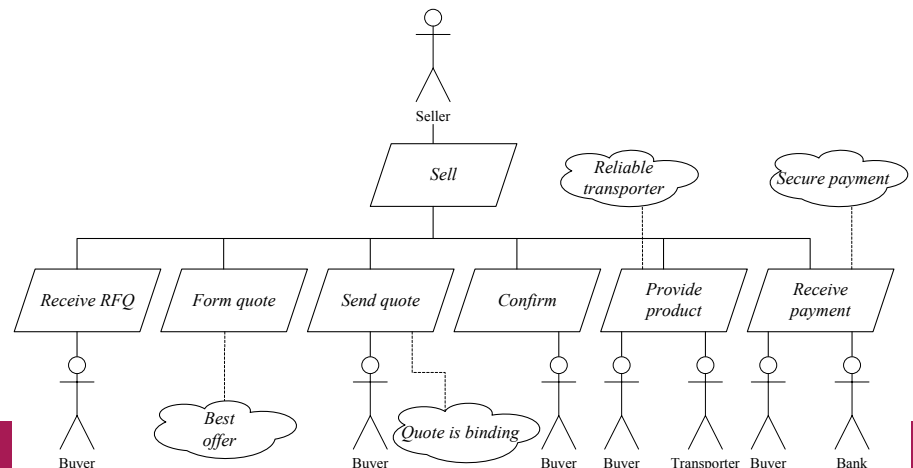 Seller
Sell
Reliable
transporter
Secure payment
Receive RFQ
Form quote
Send quote
Confirm
Provide
product
Receive
payment
Best
offer
Quote is binding
Buyer
Buyer
Buyer
Buyer
Transporter
Buyer
Bank